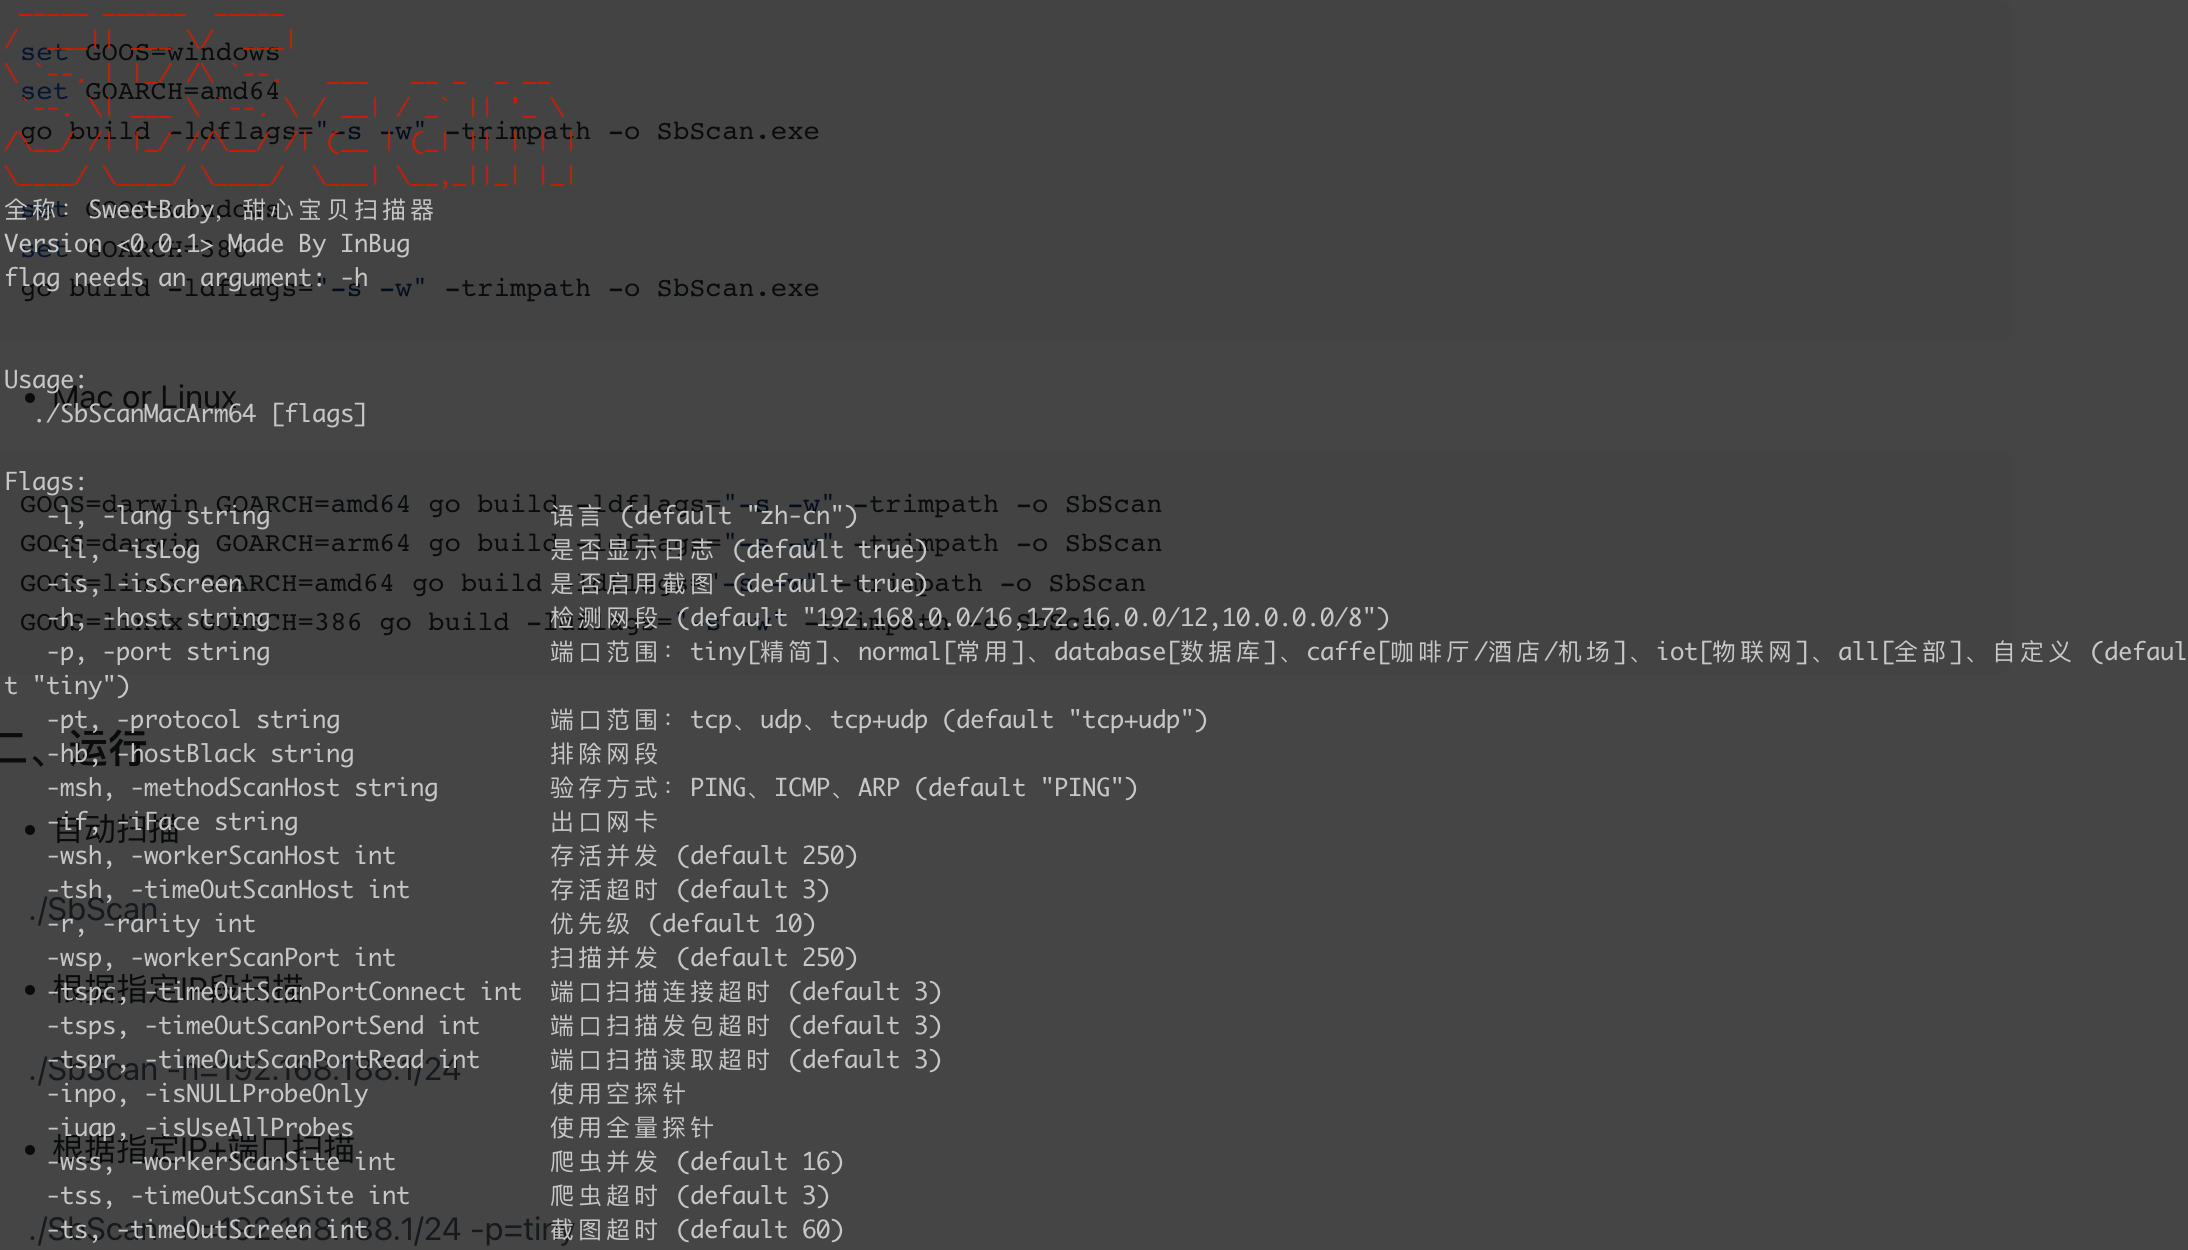 set GOOS=windows
set GOARCH=amd64
go build -ldflags="-s -w" -trimpath -o SbScan.exe
全称: SweetBaby, 甜心宝贝扫描器
set GOOS=windows
Version <0.0.1> Made By InBug
set GOARCH=386
flag needs an argument: -h
go build -ldflags="-s -w" -trimpath -o SbScan.exe
Usage:
• Mac or Linux
./SbScanMacArm64 [flags]
Flags:
GOOS=darwin GOARCH=amd64 go build -ldflags="-s -w" -trimpath -o SbScan
-l, -lang string 语言 (default "zh-cn")
GOOS=darwin GOARCH=arm64 go build -ldflags="-s -w" -trimpath -o SbScan
-il, -isLog 是否显示日志 (default true)
GOOS=linux GOARCH=amd64 go build -ldflags="-s -w" -trimpath -o SbScan
-is, -isScreen 是否启用截图 (default true)
GOOS=linux GOARCH=386 go build -ldflags="-s -w" -trimpath -o SbScan
-h, -host string 检测网段 (default "192.168.0.0/16,172.16.0.0/12,10.0.0.0/8")
-p, -port string 端口范围: tiny[精简]、normal[常用]、database[数据库]、caffe[咖啡厅/酒店/机场]、iot[物联网]、all[全部]、自定义 (defaul
t "tiny")
-pt, -protocol string 端口范围: tcp、udp、tcp+udp (default "tcp+udp")
二、运行
-hb, -hostBlack string 排除网段
-msh, -methodScanHost string 验存方式: PING、ICMP、ARP (default "PING")
-if, -iFace string 出口网卡
• 自动扫描
-wsh, -workerScanHost int 存活并发 (default 250)
-tsh, -timeOutScanHost int 存活超时 (default 3)
./SbScan
-r, -rarity int 优先级 (default 10)
-wsp, -workerScanPort int 扫描并发 (default 250)
• 根据指定IP段扫描
-tspc, -timeOutScanPortConnect int 端口扫描连接超时 (default 3)
-tsps, -timeOutScanPortSend int 端口扫描发包超时 (default 3)
-tspr, -timeOutScanPortRead int 端口扫描读取超时 (default 3)
./SbScan -h=192.168.188.1/24
-inpo, -isNULLProbeOnly 使用空探针
-iuap, -isUseAllProbes 使用全量探针
• 根据指定IP+端口扫描
-wss, -workerScanSite int 爬虫并发 (default 16)
-tss, -timeOutScanSite int 爬虫超时 (default 3)
./SbScan -h=192.168.188.1/24 -p=tiny
-ts, -timeOutScreen int 截图超时 (default 60)